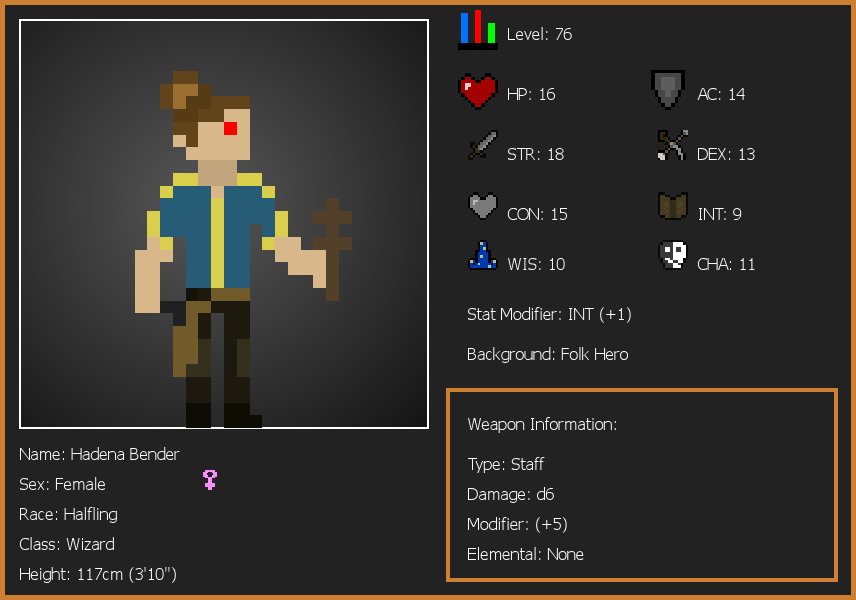 Level: 76
HP: 16
AC: 14
STR: 18
DEX: 13
CON: 15
INT: 9
WIS: 10
CHA: 11
Stat Modifier: INT (+1)
Background: Folk Hero
Weapon Information:
Type: Staff
Damage: d6
Modifier: (+5)
Elemental: None
Name: Hadena Bender
Sex: Female
Race: Halfling
Class: Wizard
Height: 117cm (3'10")